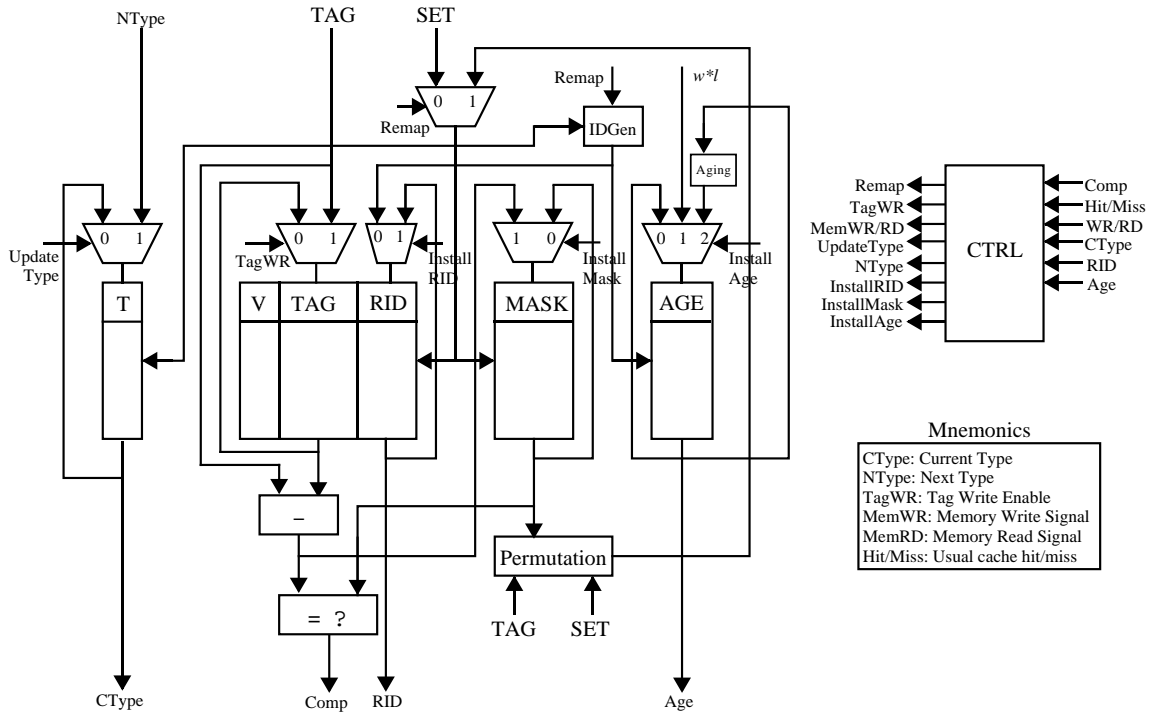 NType
TAG
SET
Remap
w*l
0 1
Remap
IDGen
Aging
0 1
Update
Type
0 1
TagWR
0 1
Install
RID
1 0
Install
Mask
0 1 2
Install
Age
T
V
TAG
RID
MASK
AGE
–
= ?
Permutation
TAG
SET
CType
Comp
RID
Age
CTRL
Remap
TagWR
MemWR/RD
UpdateType
NType
InstallRID
InstallMask
InstallAge
Comp
Hit/Miss
WR/RD
CType
RID
Age
Mnemonics
CType: Current Type
NType: Next Type
TagWR: Tag Write Enable
MemWR: Memory Write Signal
MemRD: Memory Read Signal
Hit/Miss: Usual cache hit/miss